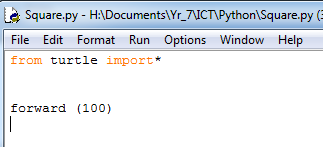 Square.py - H:\Documents\Yr_7\ICT\Python\Square.py (3
File Edit Format Run Options Window Help
from turtle import*
forward (100)